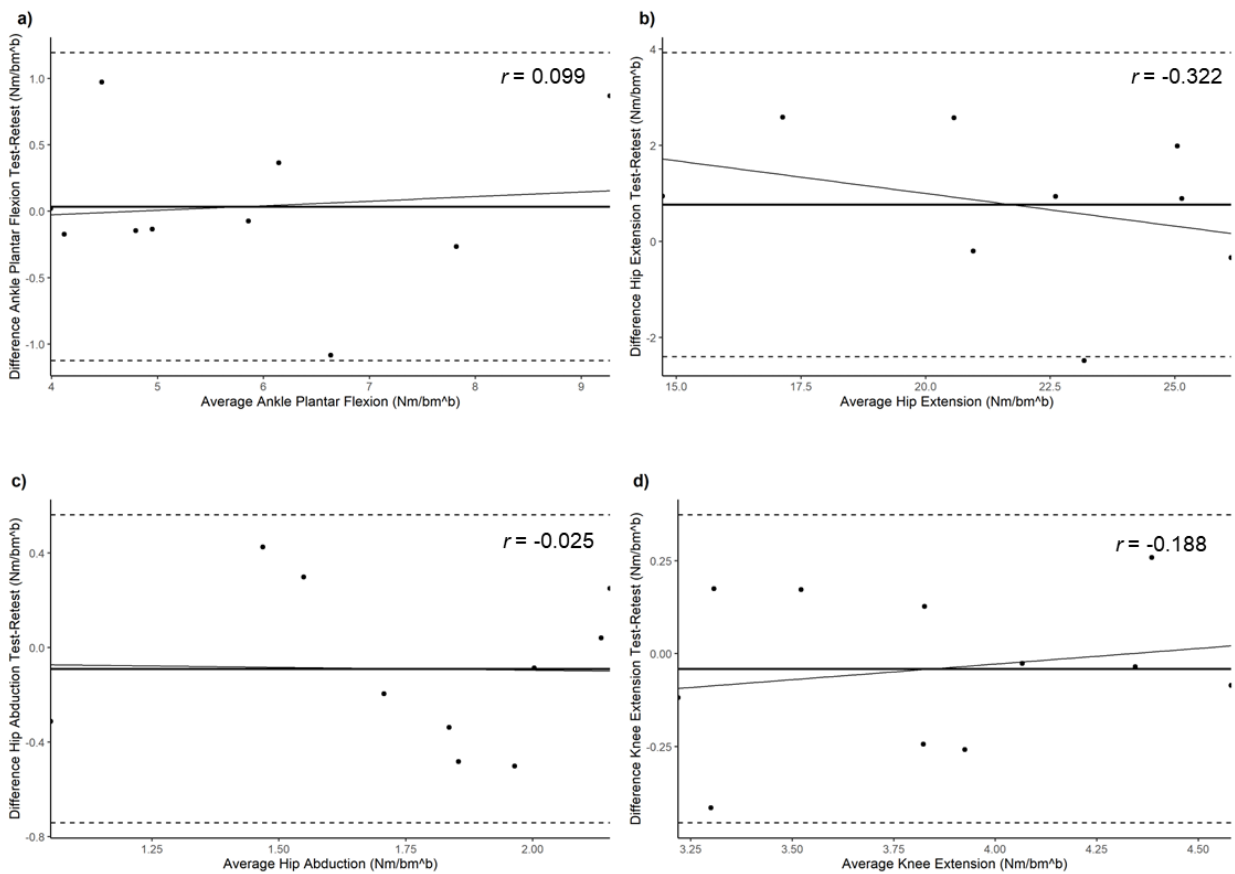 a)
r = 0.099
Difference Ankle Plantar Flexion Test-Retest (Nm/bm^b)
1.0
0.5
0.0
-0.5
-1.0
4 5 6 7 8 9
Average Ankle Plantar Flexion (Nm/bm^b)
b)
r = -0.322
Difference Hip Extension Test-Retest (Nm/bm^b)
4
2
0
-2
15.0 17.5 20.0 22.5 25.0
Average Hip Extension (Nm/bm^b)
c)
r = -0.025
Difference Hip Abduction Test-Retest (Nm/bm^b)
0.4
0.0
-0.4
-0.8
1.25 1.50 1.75 2.00
Average Hip Abduction (Nm/bm^b)
d)
r = -0.188
Difference Knee Extension Test-Retest (Nm/bm^b)
0.25
0.00
-0.25
3.25 3.50 3.75 4.00 4.25 4.50
Average Knee Extension (Nm/bm^b)